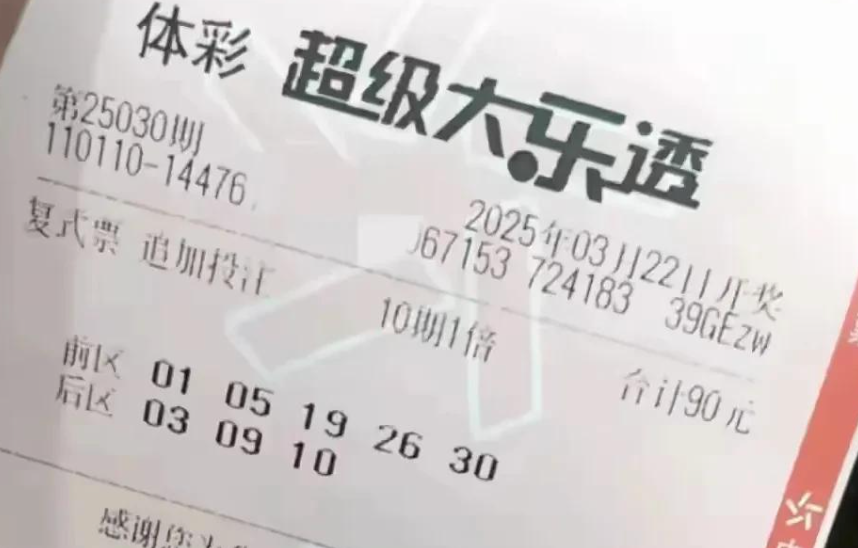 体彩 超级大乐透
第25030期
2025年03月22日开奖
110110-14476
67153 724183 39GEZW
复式票 追加投注
10期1倍
合计90元
前区 01 05 19 26 30
后区 03 09 10
感谢您为